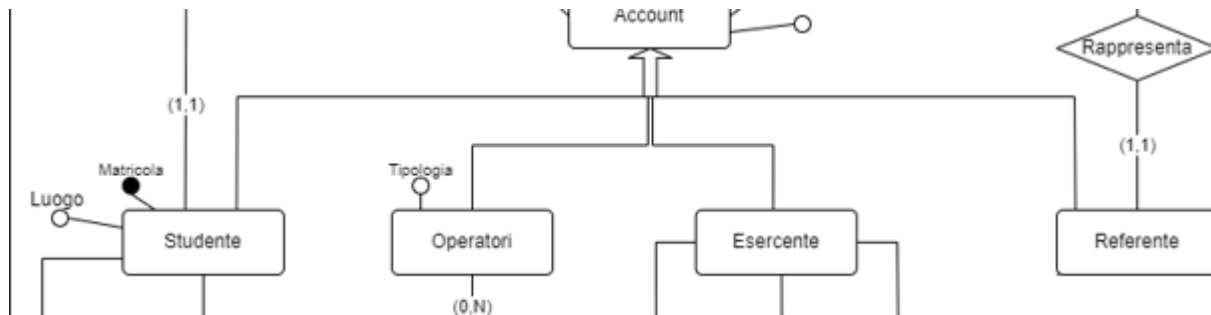 Account
Rappresenta
(1,1)
(1,1)
Matricola
Tipologia
Luogo
Studente
Operatori
Esercente
Referente
(0,N)